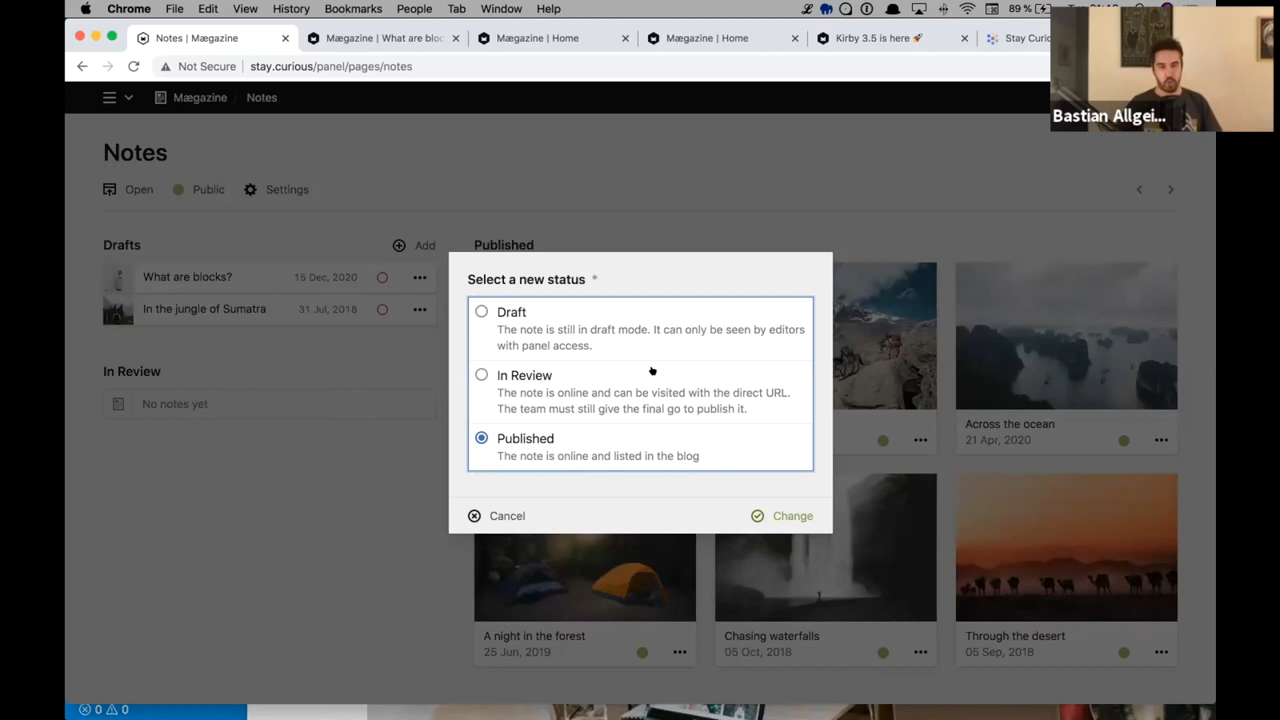 Chrome File Edit View History Bookmarks People Tab Window Help
89 %
Notes | Mægazine
Mægazine | What are bloc
Mægazine | Home
Mægazine | Home
Kirby 3.5 is here 🚀
Stay Curio
Not Secure stay.curious/panel/pages/notes
Bastian Allgei...
Mægazine / Notes
Notes
Open Public Settings
Drafts
Add
Published
What are blocks? 15 Dec, 2020
In the jungle of Sumatra 31 Jul, 2018
In Review
No notes yet
Select a new status *
Draft
The note is still in draft mode. It can only be seen by editors
with panel access.
In Review
The note is online and can be visited with the direct URL.
The team must still give the final go to publish it.
Published
The note is online and listed in the blog
Cancel Change
Across the ocean
21 Apr, 2020
A night in the forest
25 Jun, 2019
Chasing waterfalls
05 Oct, 2018
Through the desert
05 Sep, 2018
0 0